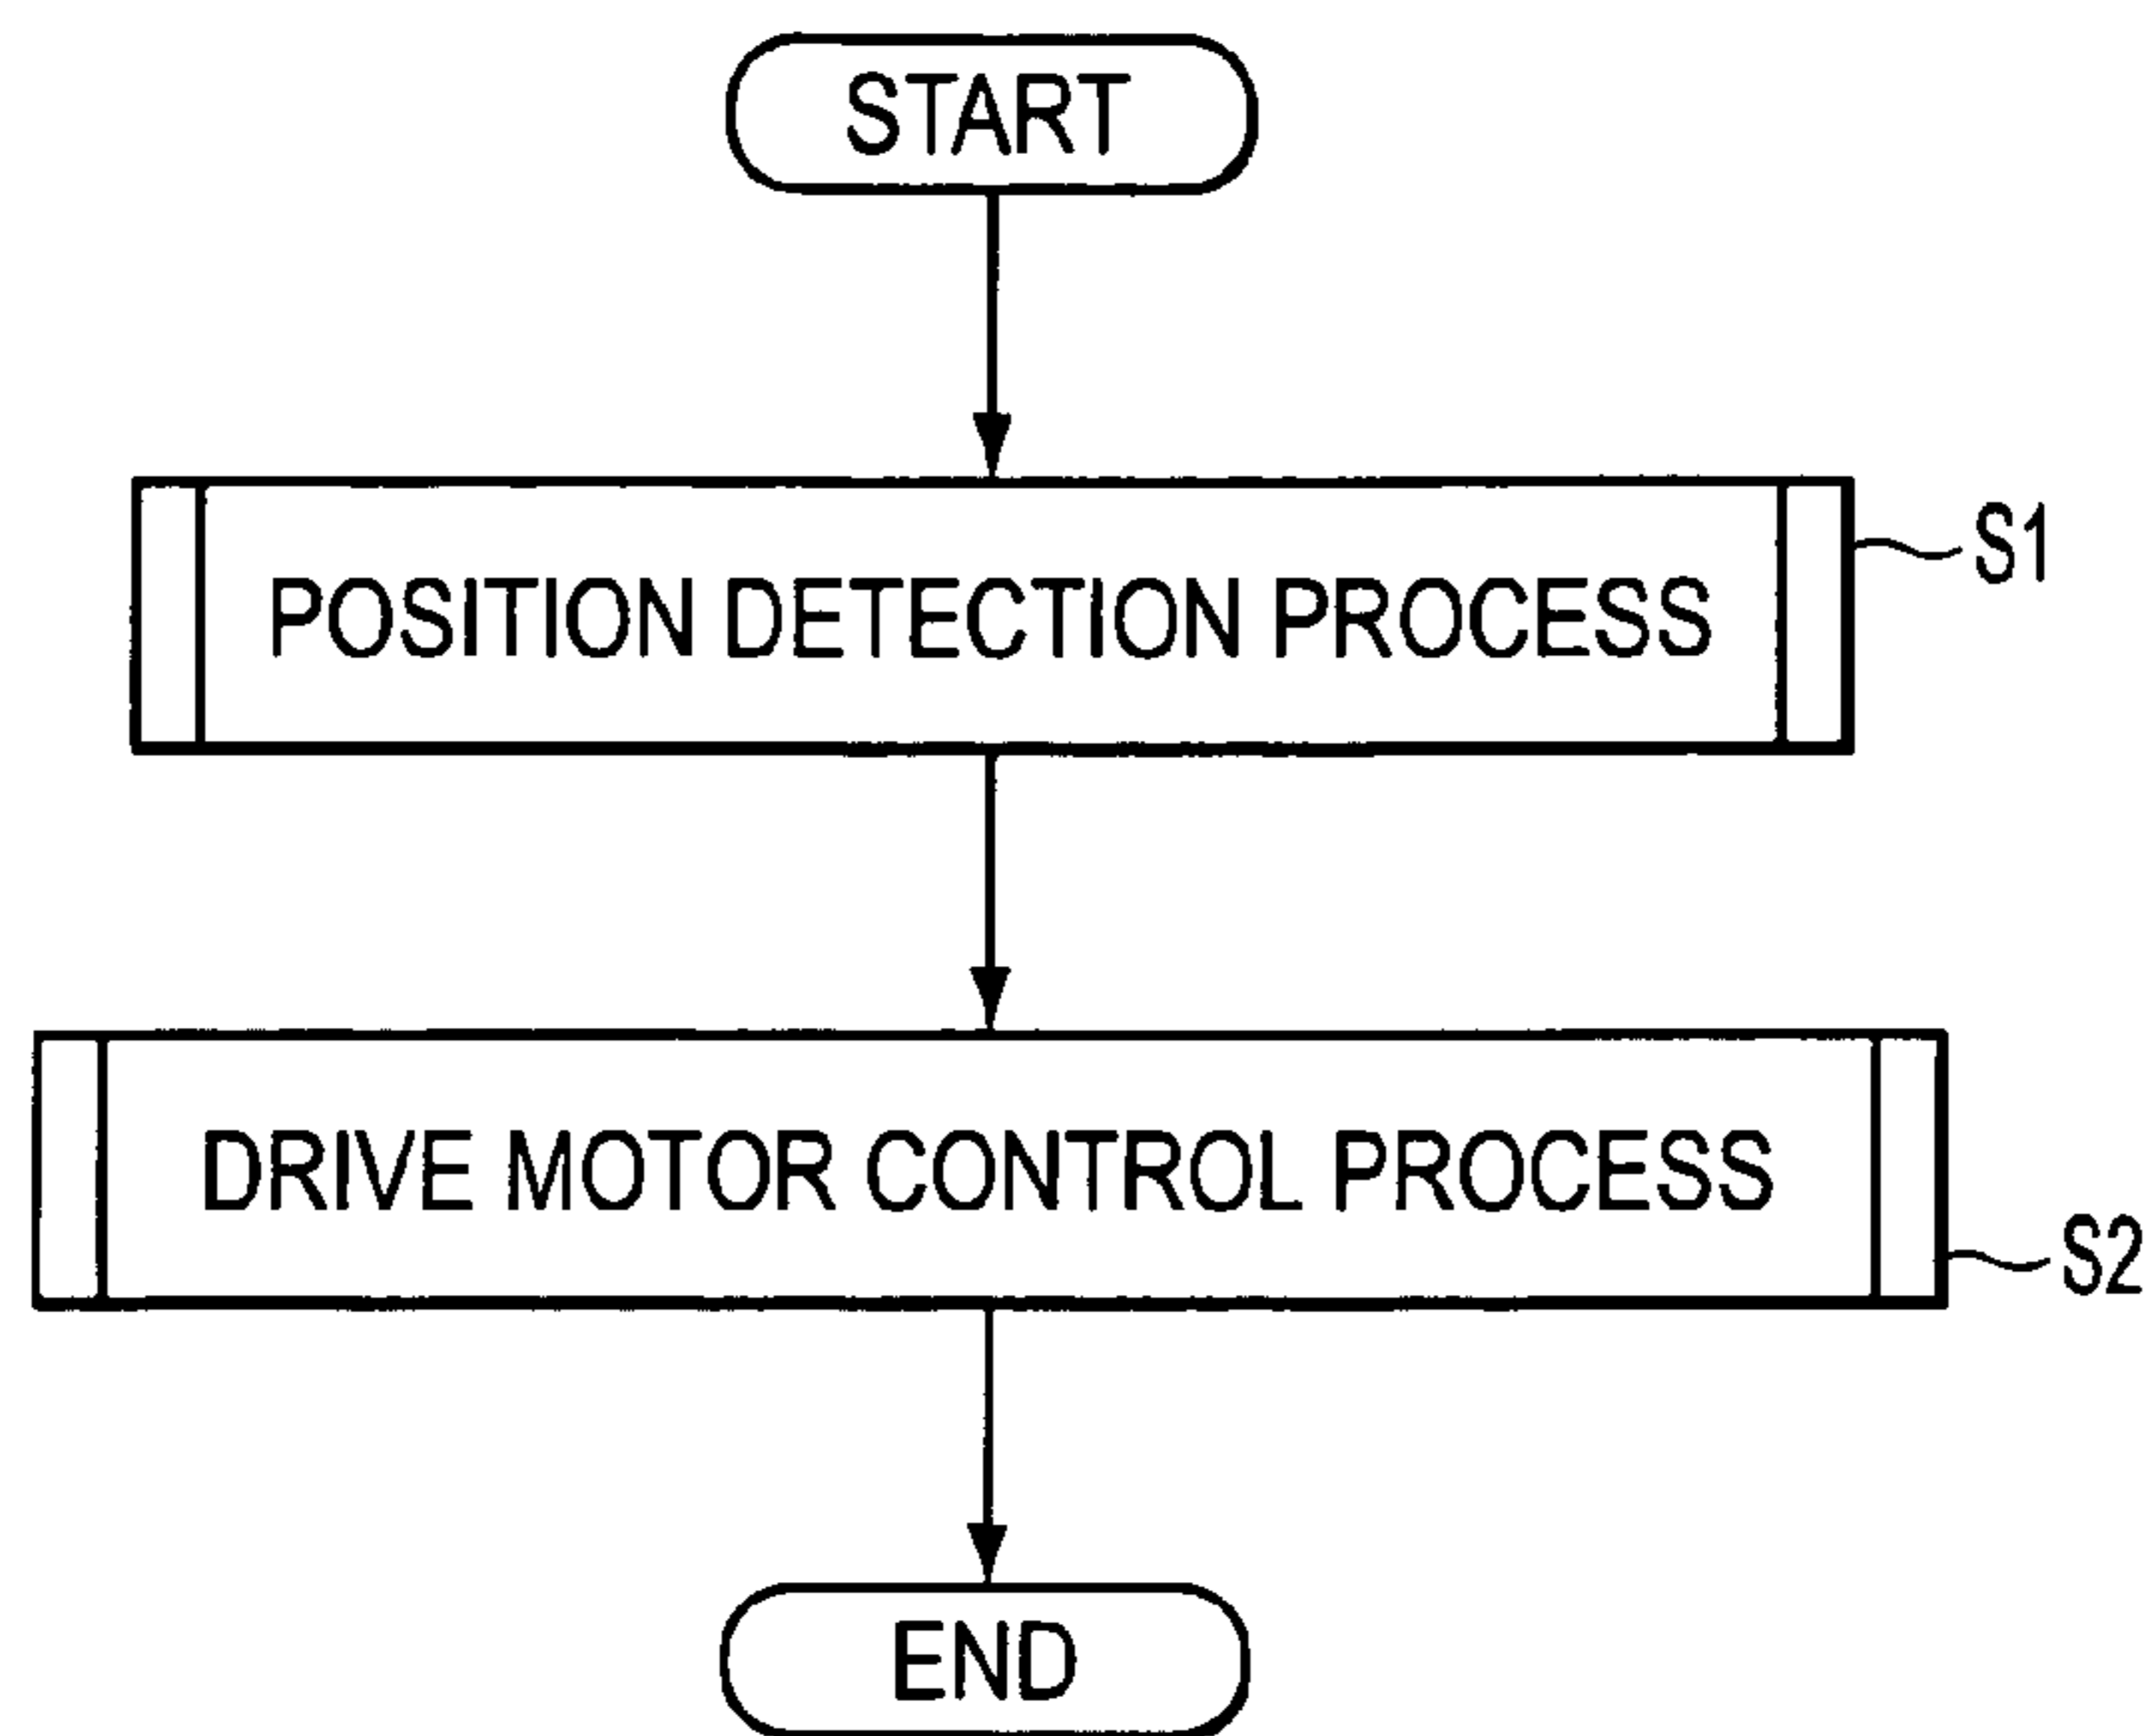 START
POSITION DETECTION PROCESS
S1
DRIVE MOTOR CONTROL PROCESS
S2
END